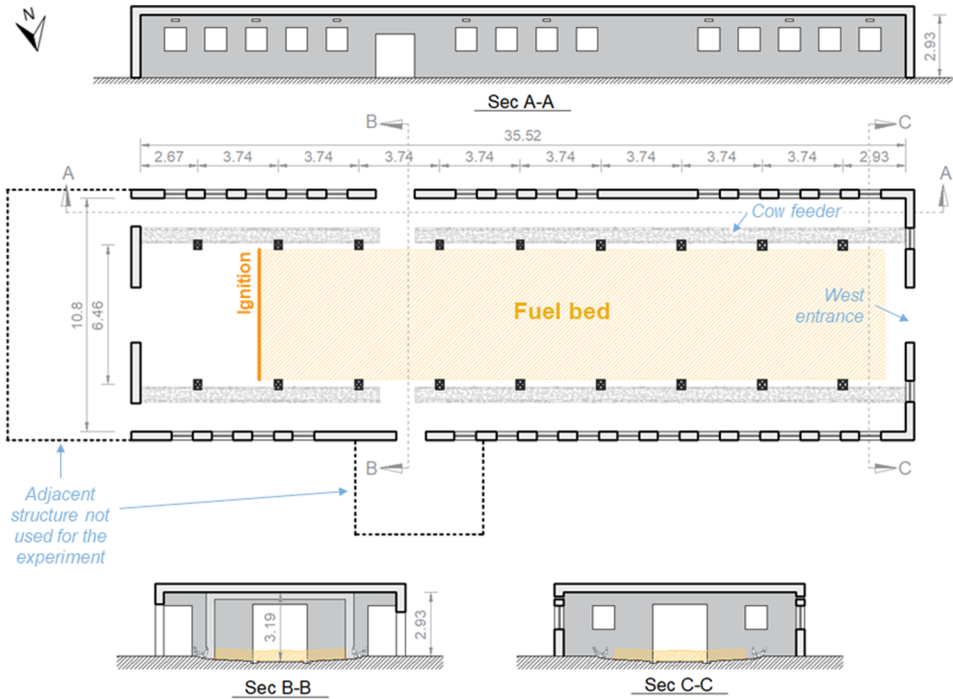 N
2.93
Sec A-A
B
C
35.52
2.67 3.74 3.74 3.74 3.74 3.74 3.74 3.74 3.74 2.93
A
A
Cow feeder
Ignition
Fuel bed
10.8
6.46
West
entrance
B
C
Adjacent
structure not
used for the
experiment
3.19
2.93
Sec B-B
Sec C-C